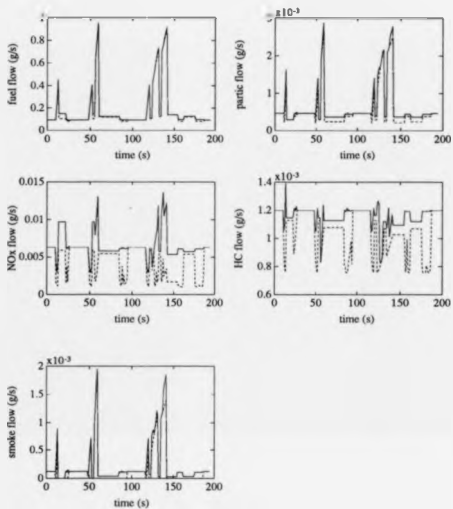 x10-3
fuel flow (g/s)
0.8
0.6
0.4
0.2
0
0 50 100 150 200
time (s)
partic flow (g/s)
3
2
1
0
0 50 100 150 200
time (s)
NOx flow (g/s)
0.015
0.01
0.005
0
0 50 100 150 200
time (s)
x10-3
HC flow (g/s)
1.4
1.2
1
0.8
0.6
0 50 100 150 200
time (s)
x10-3
smoke flow (g/s)
2
1.5
1
0.5
0
0 50 100 150 200
time (s)